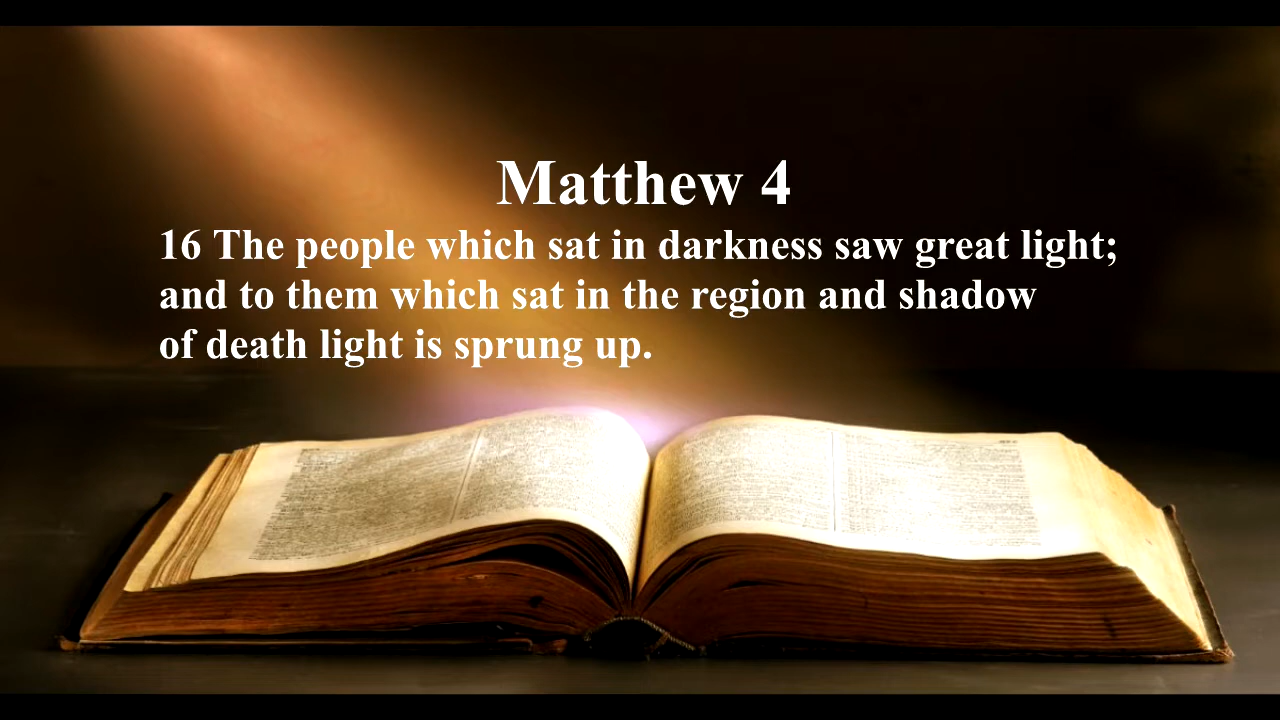 Matthew 4
16 The people which sat in darkness saw great light;
and to them which sat in the region and shadow
of death light is sprung up.